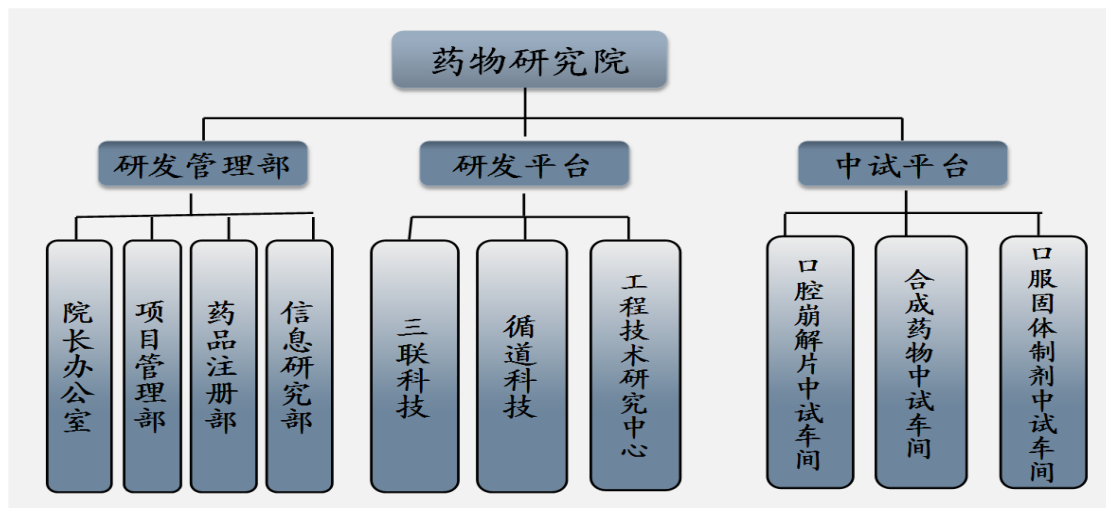 药物研究院
研发管理部
研发平台
中试平台
院长办公室
项目管理部
药品注册部
信息研究部
三联科技
循道科技
工程技术研究中心
口腔崩解片中试车间
合成药物中试车间
口服固体制剂中试车间